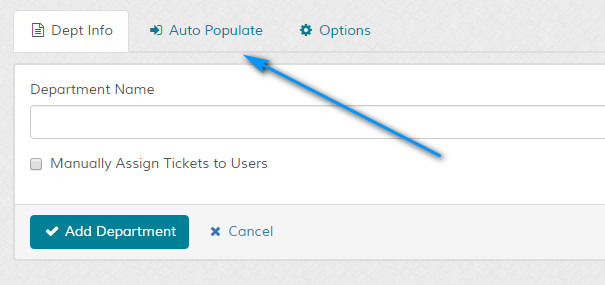 Dept Info Auto Populate Options
Department Name
Manually Assign Tickets to Users
Add Department Cancel